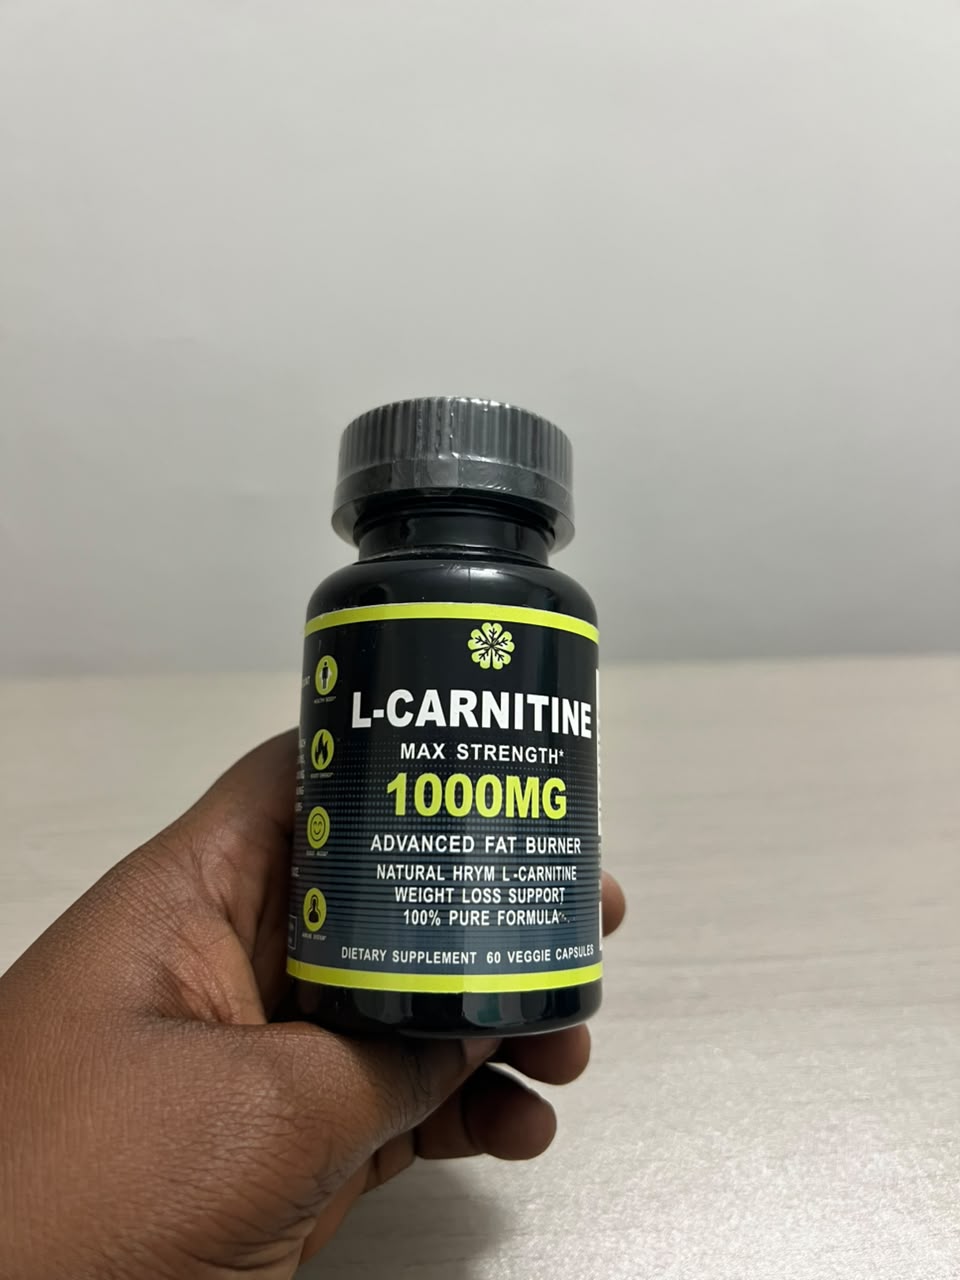 L-CARNITINE
MAX STRENGTH*
1000MG
ADVANCED FAT BURNER
NATURAL HRYM L-CARNITINE
WEIGHT LOSS SUPPORT
100% PURE FORMULA
DIETARY SUPPLEMENT 60 VEGGIE CAPSULES